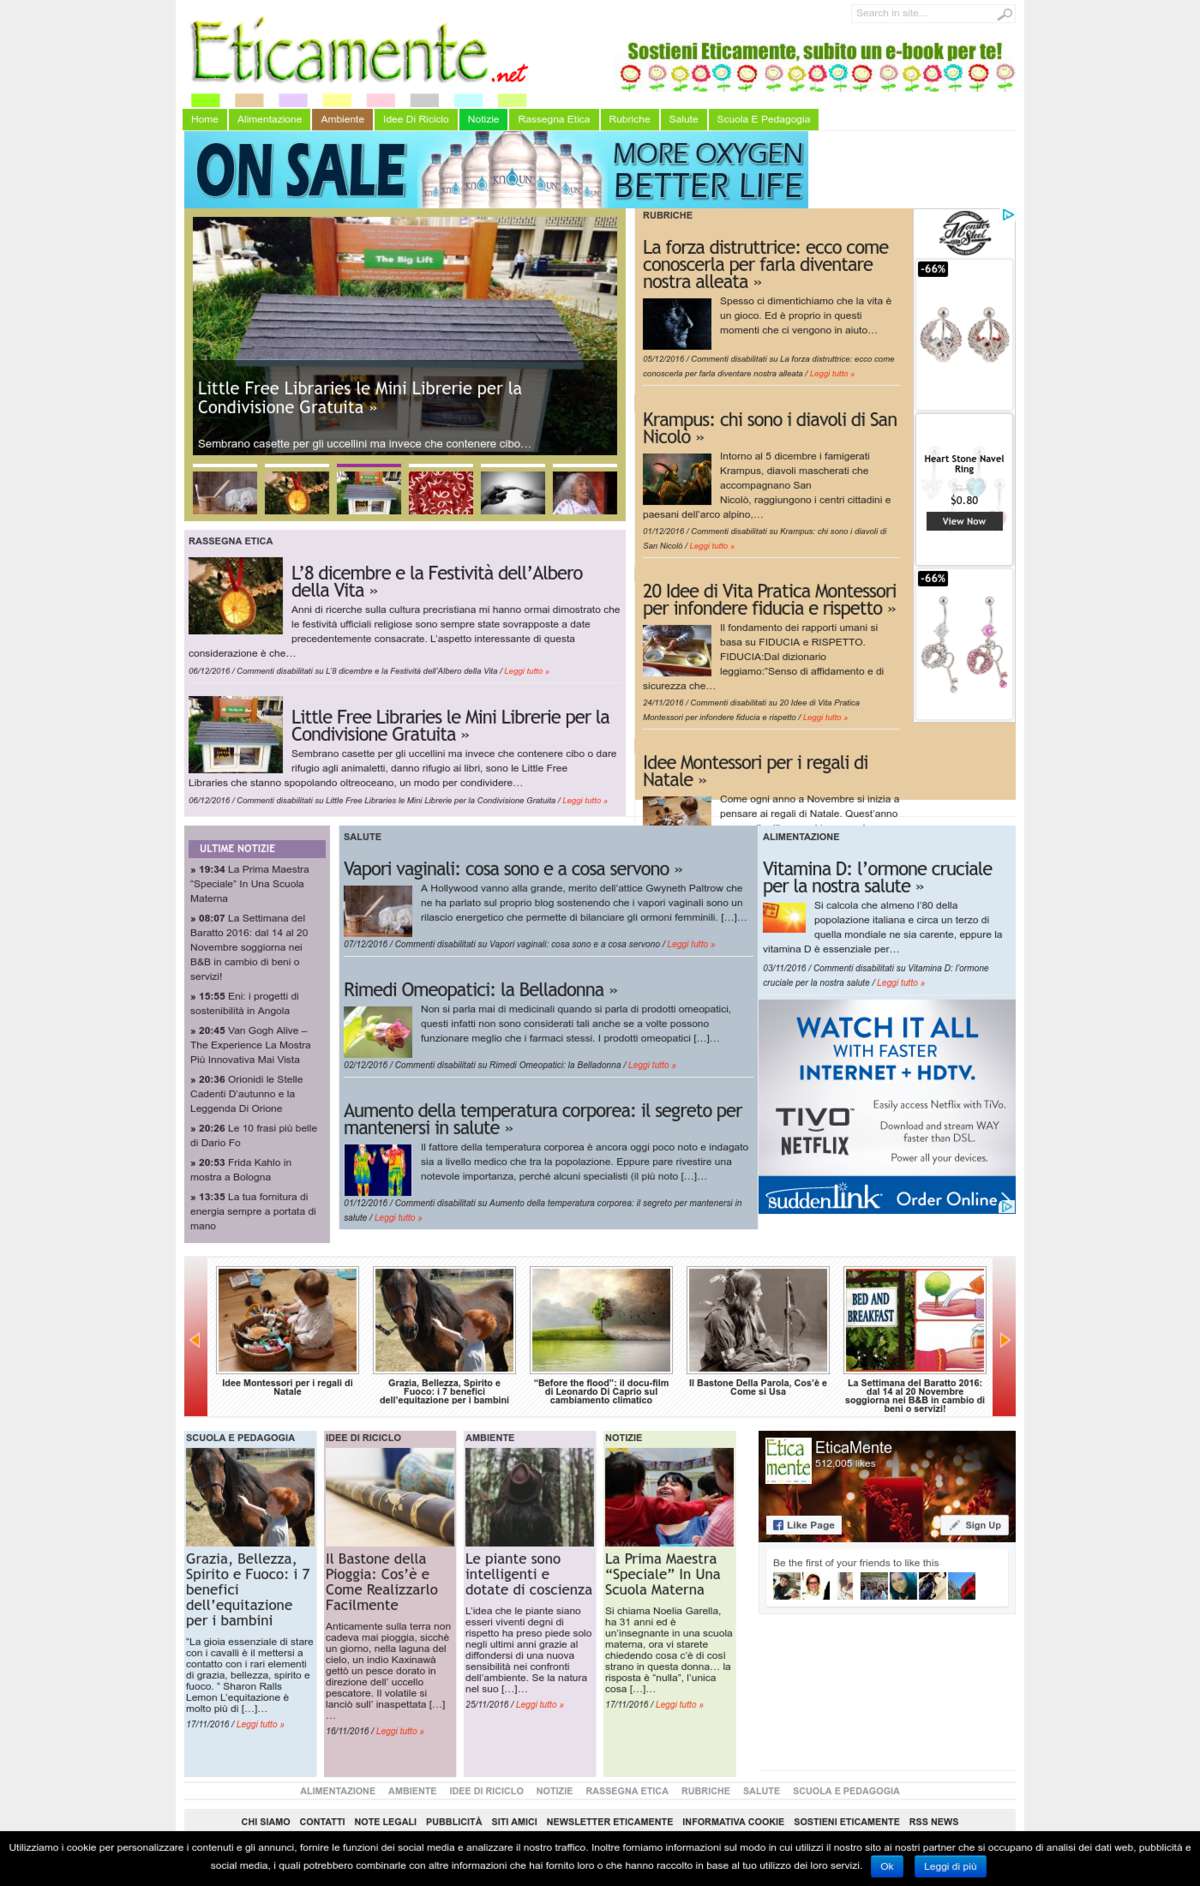 Search in site...
Eticamente.net
Sostieni Eticamente, subito un e-book per te!
Home Alimentazione Ambiente Idee Di Riciclo Notizie Rassegna Etica Rubriche Salute Scuola E Pedagogia
ON SALE
MORE OXYGEN
BETTER LIFE
The Big Lift
Little Free Libraries le Mini Librerie per la
Condivisione Gratuita »
Sembrano casette per gli uccellini ma invece che contenere cibo…
RASSEGNA ETICA
L'8 dicembre e la Festività dell'Albero
della Vita »
Anni di ricerche sulla cultura precristiana mi hanno ormai dimostrato che
le festività ufficiali religiose sono sempre state sovrapposte a date
precedentemente consacrate. L'aspetto interessante di questa
considerazione è che…
06/12/2016 / Commenti disabilitati su L'8 dicembre e la Festività dell'Albero della Vita / Leggi tutto »
Little Free Libraries le Mini Librerie per la
Condivisione Gratuita »
Sembrano casette per gli uccellini ma invece che contenere cibo o dare
rifugio agli animaletti, danno rifugio ai libri, sono le Little Free
Libraries che stanno spopolando oltreoceano, un modo per condividere…
06/12/2016 / Commenti disabilitati su Little Free Libraries le Mini Librerie per la Condivisione Gratuita / Leggi tutto »
RUBRICHE
La forza distruttrice: ecco come
conoscerla per farla diventare
nostra alleata »
Spesso ci dimentichiamo che la vita è
un gioco. Ed è proprio in questi
momenti che ci vengono in aiuto…
05/12/2016 / Commenti disabilitati su La forza distruttrice: ecco come
conoscerla per farla diventare nostra alleata / Leggi tutto »
Krampus: chi sono i diavoli di San
Nicolò »
Intorno al 5 dicembre i famigerati
Krampus, diavoli mascherati che
accompagnano San
Nicolò, raggiungono i centri cittadini e
paesani dell'arco alpino,…
01/12/2016 / Commenti disabilitati su Krampus: chi sono i diavoli di
San Nicolò / Leggi tutto »
20 Idee di Vita Pratica Montessori
per infondere fiducia e rispetto »
Il fondamento dei rapporti umani si
basa su FIDUCIA e RISPETTO.
FIDUCIA:Dal dizionario
leggiamo:"Senso di affidamento e di
sicurezza che…
24/11/2016 / Commenti disabilitati su 20 Idee di Vita Pratica
Montessori per infondere fiducia e rispetto / Leggi tutto »
Idee Montessori per i regali di
Natale »
Come ogni anno a Novembre si inizia a
pensare ai regali di Natale. Quest'anno
Monster Steel
-66%
Heart Stone Navel
Ring
$0.80
View Now
-66%
ULTIME NOTIZIE
» 19:34 La Prima Maestra
"Speciale" In Una Scuola
Materna
» 08:07 La Settimana del
Baratto 2016: dal 14 al 20
Novembre soggiorna nei
B&B in cambio di beni o
servizi!
» 15:55 Eni: i progetti di
sostenibilità in Angola
» 20:45 Van Gogh Alive –
The Experience La Mostra
Più Innovativa Mai Vista
» 20:36 Orionidi le Stelle
Cadenti D'autunno e la
Leggenda Di Orione
» 20:26 Le 10 frasi più belle
di Dario Fo
» 20:53 Frida Kahlo in
mostra a Bologna
» 13:35 La tua fornitura di
energia sempre a portata di
mano
SALUTE
Vapori vaginali: cosa sono e a cosa servono »
A Hollywood vanno alla grande, merito dell'attice Gwyneth Paltrow che
ne ha parlato sul proprio blog sostenendo che i vapori vaginali sono un
rilascio energetico che permette di bilanciare gli ormoni femminili. […]…
07/12/2016 / Commenti disabilitati su Vapori vaginali: cosa sono e a cosa servono / Leggi tutto »
Rimedi Omeopatici: la Belladonna »
Non si parla mai di medicinali quando si parla di prodotti omeopatici,
questi infatti non sono considerati tali anche se a volte possono
funzionare meglio che i farmaci stessi. I prodotti omeopatici […]…
02/12/2016 / Commenti disabilitati su Rimedi Omeopatici: la Belladonna / Leggi tutto »
Aumento della temperatura corporea: il segreto per
mantenersi in salute »
Il fattore della temperatura corporea è ancora oggi poco noto e indagato
sia a livello medico che tra la popolazione. Eppure pare rivestire una
notevole importanza, perché alcuni specialisti (il più noto […]…
01/12/2016 / Commenti disabilitati su Aumento della temperatura corporea: il segreto per mantenersi in
salute / Leggi tutto »
ALIMENTAZIONE
Vitamina D: l'ormone cruciale
per la nostra salute »
Si calcola che almeno l'80 della
popolazione italiana e circa un terzo di
quella mondiale ne sia carente, eppure la
vitamina D è essenziale per…
03/11/2016 / Commenti disabilitati su Vitamina D: l'ormone
cruciale per la nostra salute / Leggi tutto »
WATCH IT ALL
WITH FASTER
INTERNET + HDTV.
TIVO
NETFLIX
Easily access Netflix with TiVo.
Download and stream WAY
faster than DSL.
Power all your devices.
suddenlink Order Online
BED AND
BREAKFAST
Idee Montessori per i regali di
Natale
Grazia, Bellezza, Spirito e
Fuoco: i 7 benefici
dell'equitazione per i bambini
"Before the flood": il docu-film
di Leonardo Di Caprio sul
cambiamento climatico
Il Bastone Della Parola, Cos'è e
Come si Usa
La Settimana del Baratto 2016:
dal 14 al 20 Novembre
soggiorna nei B&B in cambio di
beni o servizi!
SCUOLA E PEDAGOGIA
Grazia, Bellezza,
Spirito e Fuoco: i 7
benefici
dell'equitazione
per i bambini
"La gioia essenziale di stare
con i cavalli è il mettersi a
contatto con i rari elementi
di grazia, bellezza, spirito e
fuoco. " Sharon Ralls
Lemon L'equitazione è
molto più di […]…
17/11/2016 / Leggi tutto »
IDEE DI RICICLO
Il Bastone della
Pioggia: Cos'è e
Come Realizzarlo
Facilmente
Anticamente sulla terra non
cadeva mai pioggia, sicchè
un giorno, nella laguna del
cielo, un indio Kaxinawà
gettò un pesce dorato in
direzione dell' uccello
pescatore. Il volatile si
lanciò sull' inaspettata […]
…
16/11/2016 / Leggi tutto »
AMBIENTE
Le piante sono
intelligenti e
dotate di coscienza
L'idea che le piante siano
esseri viventi degni di
rispetto ha preso piede solo
negli ultimi anni grazie al
diffondersi di una nuova
sensibilità nei confronti
dell'ambiente. Se la natura
nel suo […]…
25/11/2016 / Leggi tutto »
NOTIZIE
La Prima Maestra
"Speciale" In Una
Scuola Materna
Si chiama Noelia Garella,
ha 31 anni ed è
un'insegnante in una scuola
materna, ora vi starete
chiedendo cosa c'è di così
strano in questa donna… la
risposta è "nulla", l'unica
cosa […]…
17/11/2016 / Leggi tutto »
Etica
mente
EticaMente
512,005 likes
Like Page
Sign Up
Be the first of your friends to like this
ALIMENTAZIONE AMBIENTE IDEE DI RICICLO NOTIZIE RASSEGNA ETICA RUBRICHE SALUTE SCUOLA E PEDAGOGIA
CHI SIAMO CONTATTI NOTE LEGALI PUBBLICITÀ SITI AMICI NEWSLETTER ETICAMENTE INFORMATIVA COOKIE SOSTIENI ETICAMENTE RSS NEWS
Utilizziamo i cookie per personalizzare i contenuti e gli annunci, fornire le funzioni dei social media e analizzare il nostro traffico. Inoltre forniamo informazioni sul modo in cui utilizzi il nostro sito ai nostri partner che si occupano di analisi dei dati web, pubblicità e
social media, i quali potrebbero combinarle con altre informazioni che hai fornito loro o che hanno raccolto in base al tuo utilizzo dei loro servizi. Ok Leggi di più